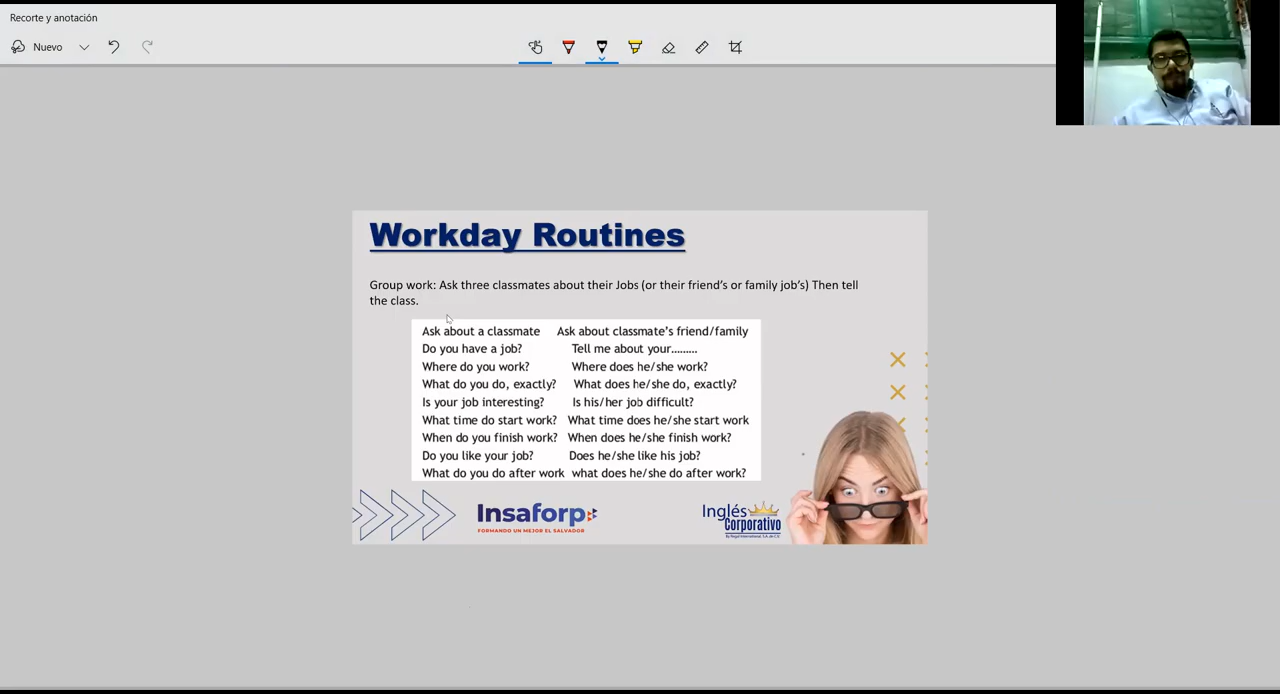 Recorte y anotación
Nuevo
Workday Routines
Group work: Ask three classmates about their Jobs (or their friend's or family job's) Then tell
the class.
Ask about a classmate Ask about classmate's friend/family
Do you have a job? Tell me about your.........
Where do you work? Where does he/she work?
What do you do, exactly? What does he/she do, exactly?
Is your job interesting? Is his/her job difficult?
What time do start work? What time does he/she start work
When do you finish work? When does he/she finish work?
Do you like your job? Does he/she like his job?
What do you do after work what does he/she do after work?
Insaforp
FORMANDO UN MEJOR EL SALVADOR
Inglés
Corporativo